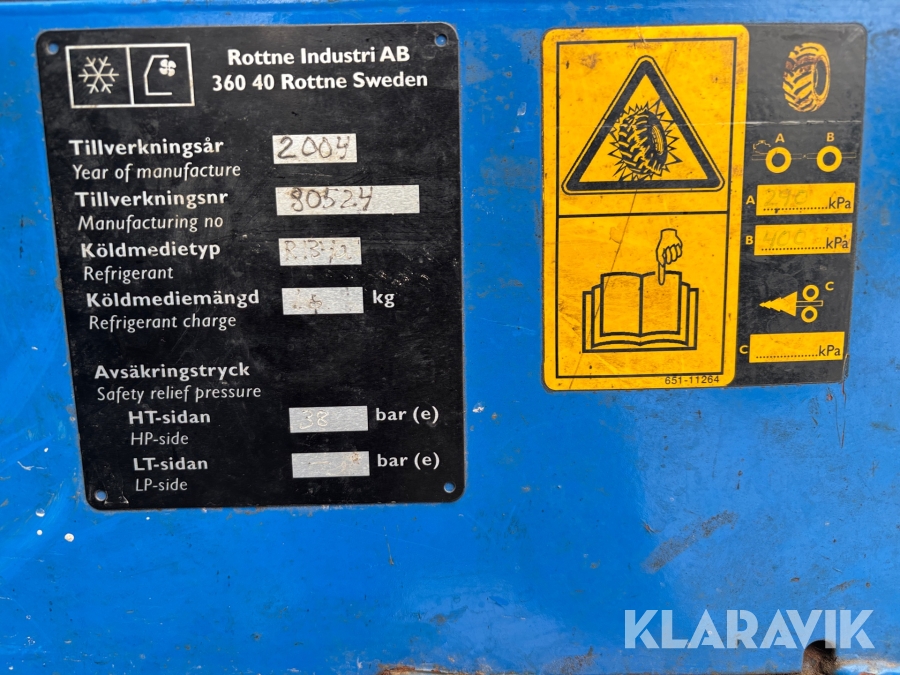 Rottne Industri AB
360 40 Rottne Sweden
Tillverkningsår 2004
Year of manufacture
Tillverkningsnr 80524
Manufacturing no
Köldmedietyp
Refrigerant
Köldmediemängd kg
Refrigerant charge
Avsäkringstryck
Safety relief pressure
HT-sidan 38 bar (e)
HP-side
LT-sidan bar (e)
LP-side
A B
A kPa
B 400 kPa
C
C kPa
651-11264
KLARAVIK